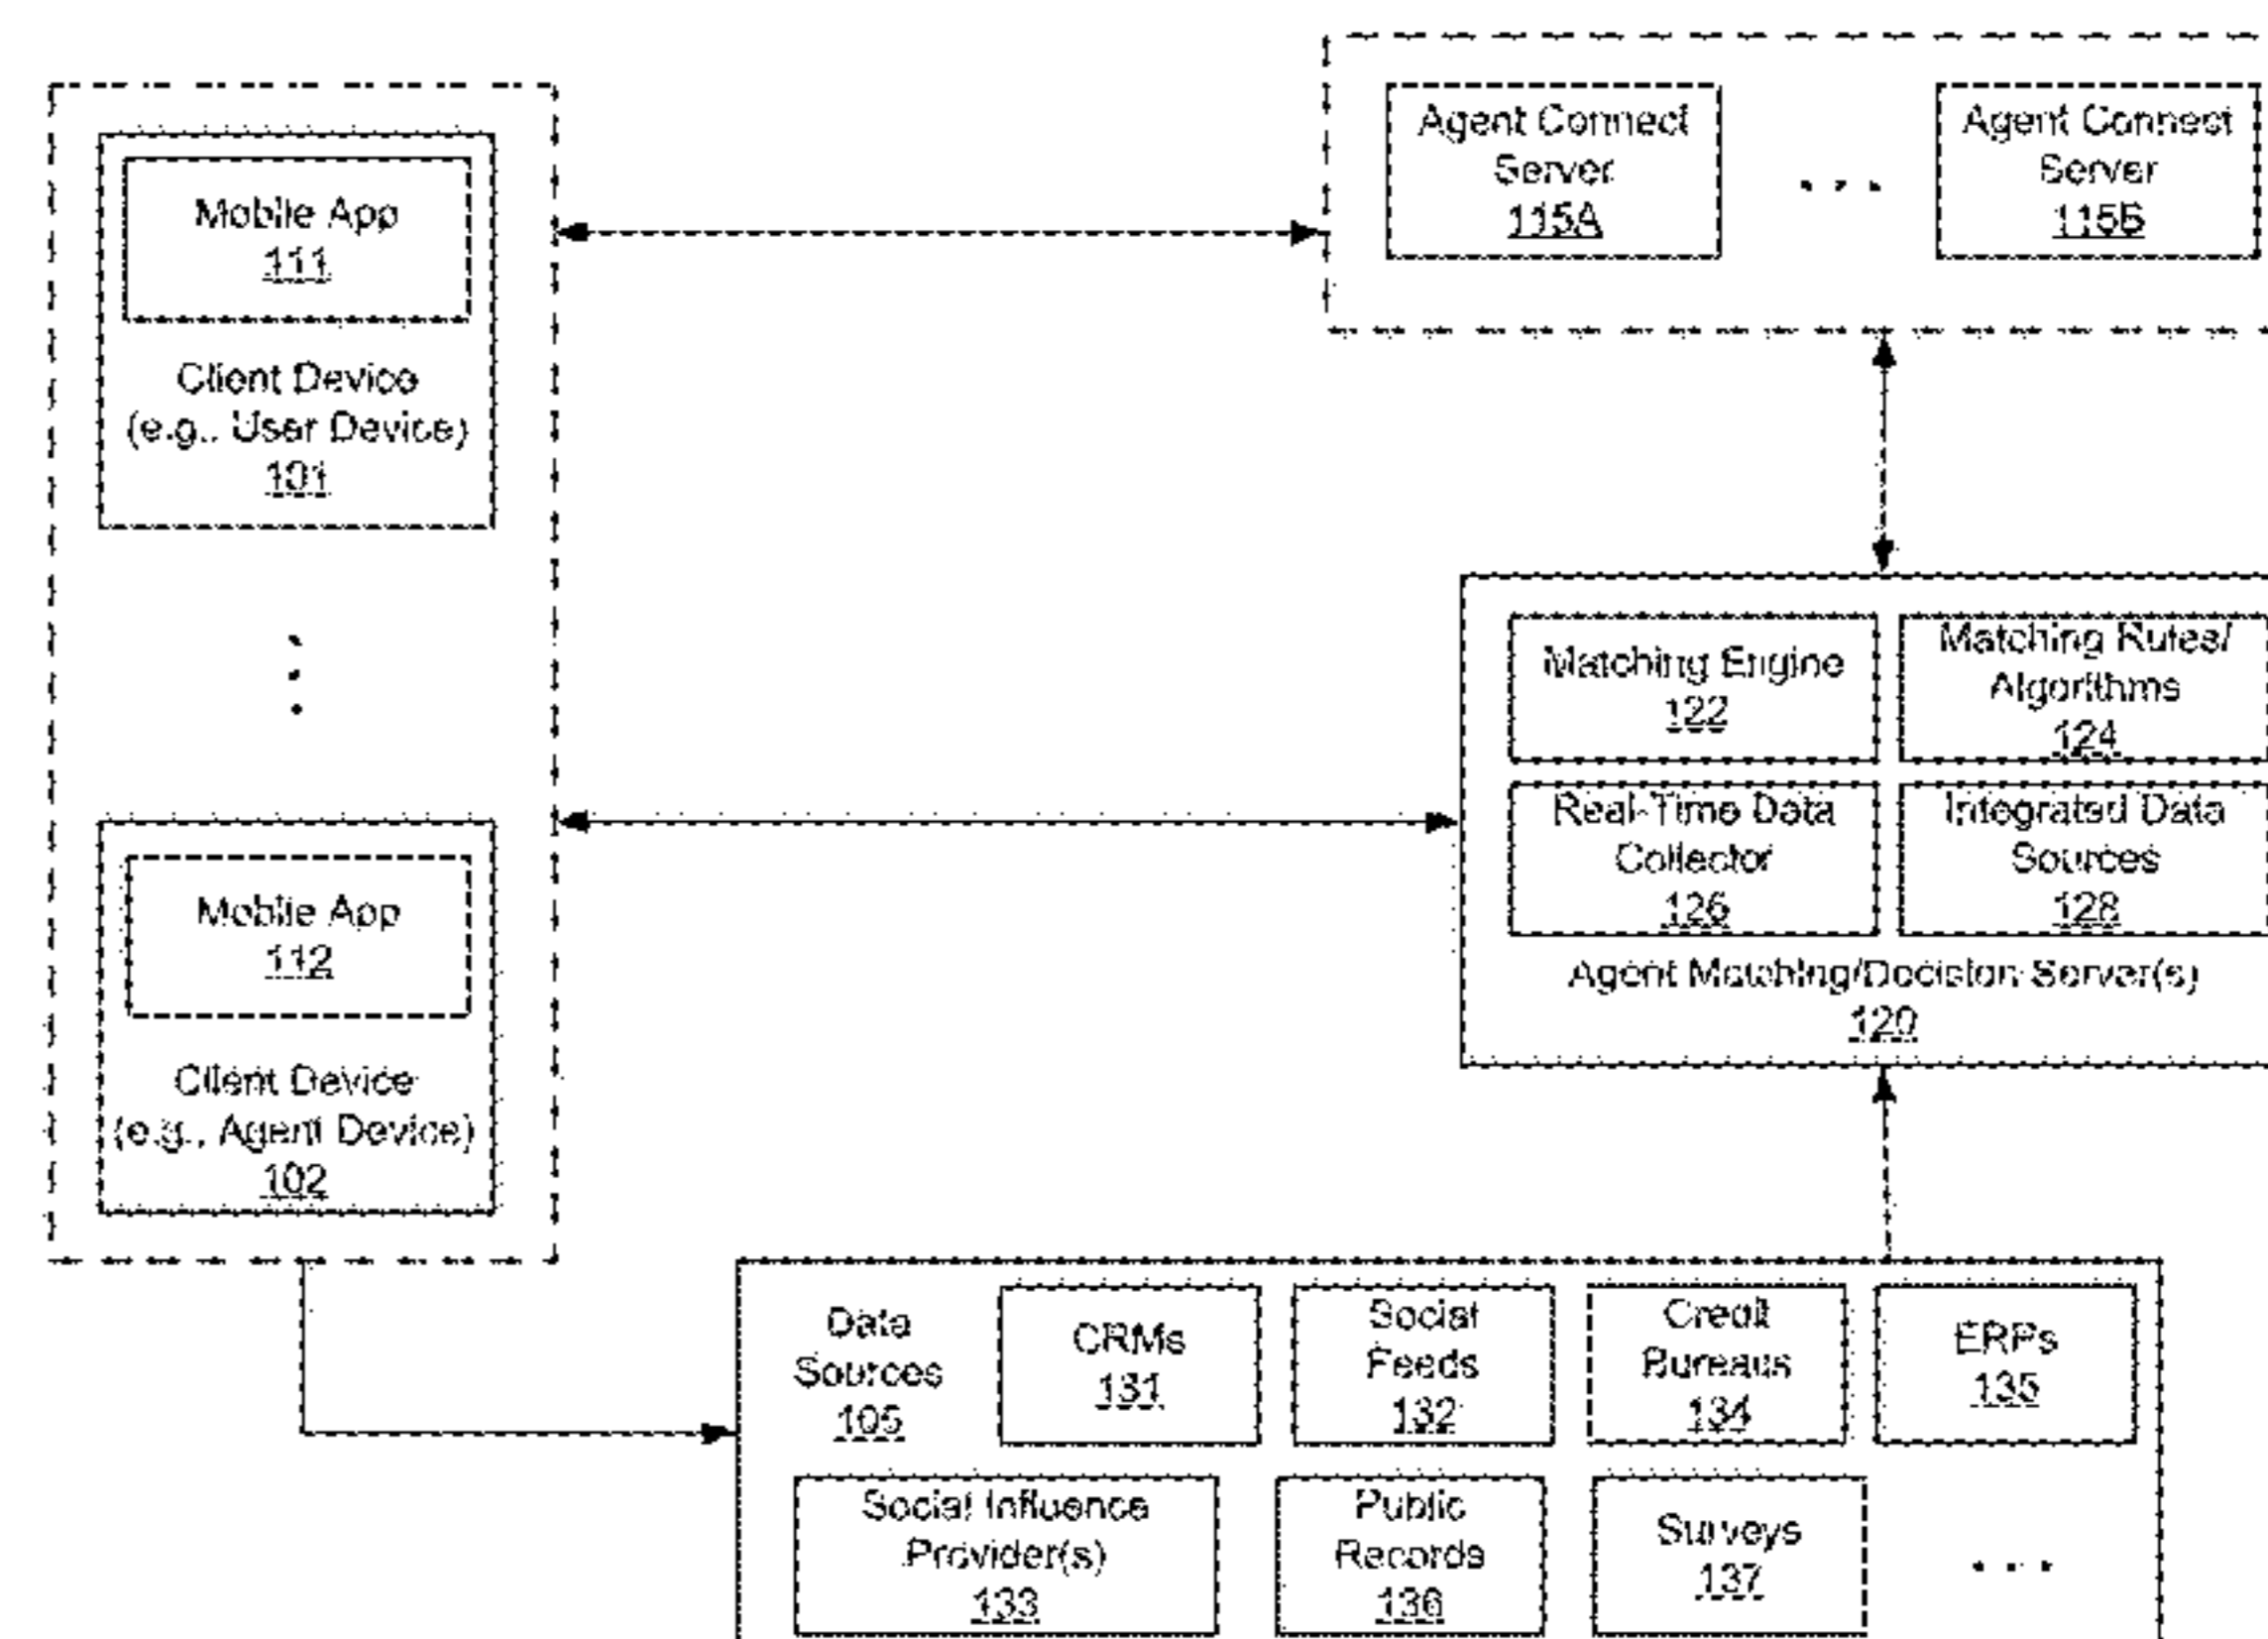 Mobile App
111
Client Device
(e.g., User Device)
101
Mobile App
112
Client Device
(e.g., Agent Device)
102
Agent Connect
Server
115A
Agent Connect
Server
115B
Matching Engine
122
Matching Rules/
Algorithms
124
Real-Time Data
Collector
126
Integrated Data
Sources
128
Agent Matching/Decision Server(s)
120
Data
Sources
105
CRMs
131
Social
Feeds
132
Credit
Bureaus
134
ERPs
135
Social Influence
Provider(s)
133
Public
Records
136
Surveys
137